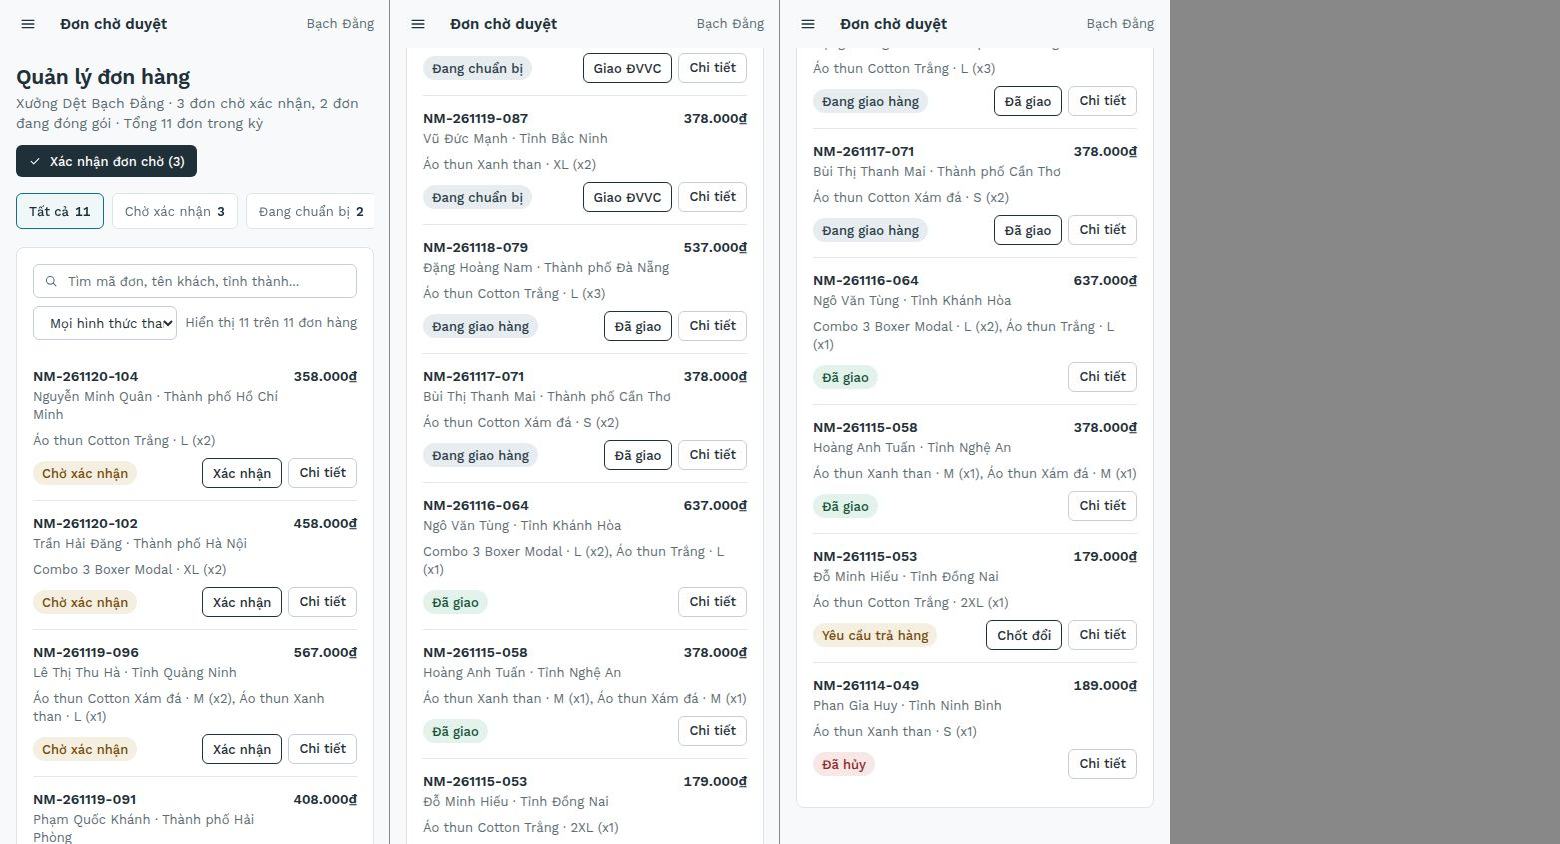 Đơn chờ duyệt
Bạch Đằng
Quản lý đơn hàng
Xưởng Dệt Bạch Đằng · 3 đơn chờ xác nhận, 2 đơn
đang đóng gói · Tổng 11 đơn trong kỳ
Xác nhận đơn chờ (3)
Tất cả 11
Chờ xác nhận 3
Đang chuẩn bị 2
Tìm mã đơn, tên khách, tỉnh thành...
Mọi hình thức
Hiển thị 11 trên 11 đơn hàng
NM-261120-104
358.000₫
Nguyễn Minh Quân · Thành phố Hồ Chí
Minh
Áo thun Cotton Trắng · L (x2)
Chờ xác nhận
Xác nhận
Chi tiết
NM-261120-102
458.000₫
Trần Hải Đăng · Thành phố Hà Nội
Combo 3 Boxer Modal · XL (x2)
Chờ xác nhận
Xác nhận
Chi tiết
NM-261119-096
567.000₫
Lê Thị Thu Hà · Tỉnh Quảng Ninh
Áo thun Cotton Xám đá · M (x2), Áo thun Xanh
than · L (x1)
Chờ xác nhận
Xác nhận
Chi tiết
NM-261119-091
408.000₫
Phạm Quốc Khánh · Thành phố Hải
Phòng
Đơn chờ duyệt
Bạch Đằng
Đang chuẩn bị
Giao ĐVVC
Chi tiết
NM-261119-087
378.000₫
Vũ Đức Mạnh · Tỉnh Bắc Ninh
Áo thun Xanh than · XL (x2)
Đang chuẩn bị
Giao ĐVVC
Chi tiết
NM-261118-079
537.000₫
Đặng Hoàng Nam · Thành phố Đà Nẵng
Áo thun Cotton Trắng · L (x3)
Đang giao hàng
Đã giao
Chi tiết
NM-261117-071
378.000₫
Bùi Thị Thanh Mai · Thành phố Cần Thơ
Áo thun Cotton Xám đá · S (x2)
Đang giao hàng
Đã giao
Chi tiết
NM-261116-064
637.000₫
Ngô Văn Tùng · Tỉnh Khánh Hòa
Combo 3 Boxer Modal · L (x2), Áo thun Trắng · L
(x1)
Đã giao
Chi tiết
NM-261115-058
378.000₫
Hoàng Anh Tuấn · Tỉnh Nghệ An
Áo thun Xanh than · M (x1), Áo thun Xám đá · M (x1)
Đã giao
Chi tiết
NM-261115-053
179.000₫
Đỗ Minh Hiếu · Tỉnh Đồng Nai
Áo thun Cotton Trắng · 2XL (x1)
Đơn chờ duyệt
Bạch Đằng
Áo thun Cotton Trắng · L (x3)
Đang giao hàng
Đã giao
Chi tiết
NM-261117-071
378.000₫
Bùi Thị Thanh Mai · Thành phố Cần Thơ
Áo thun Cotton Xám đá · S (x2)
Đang giao hàng
Đã giao
Chi tiết
NM-261116-064
637.000₫
Ngô Văn Tùng · Tỉnh Khánh Hòa
Combo 3 Boxer Modal · L (x2), Áo thun Trắng · L
(x1)
Đã giao
Chi tiết
NM-261115-058
378.000₫
Hoàng Anh Tuấn · Tỉnh Nghệ An
Áo thun Xanh than · M (x1), Áo thun Xám đá · M (x1)
Đã giao
Chi tiết
NM-261115-053
179.000₫
Đỗ Minh Hiếu · Tỉnh Đồng Nai
Áo thun Cotton Trắng · 2XL (x1)
Yêu cầu trả hàng
Chốt đổi
Chi tiết
NM-261114-049
189.000₫
Phan Gia Huy · Tỉnh Ninh Bình
Áo thun Xanh than · S (x1)
Đã hủy
Chi tiết